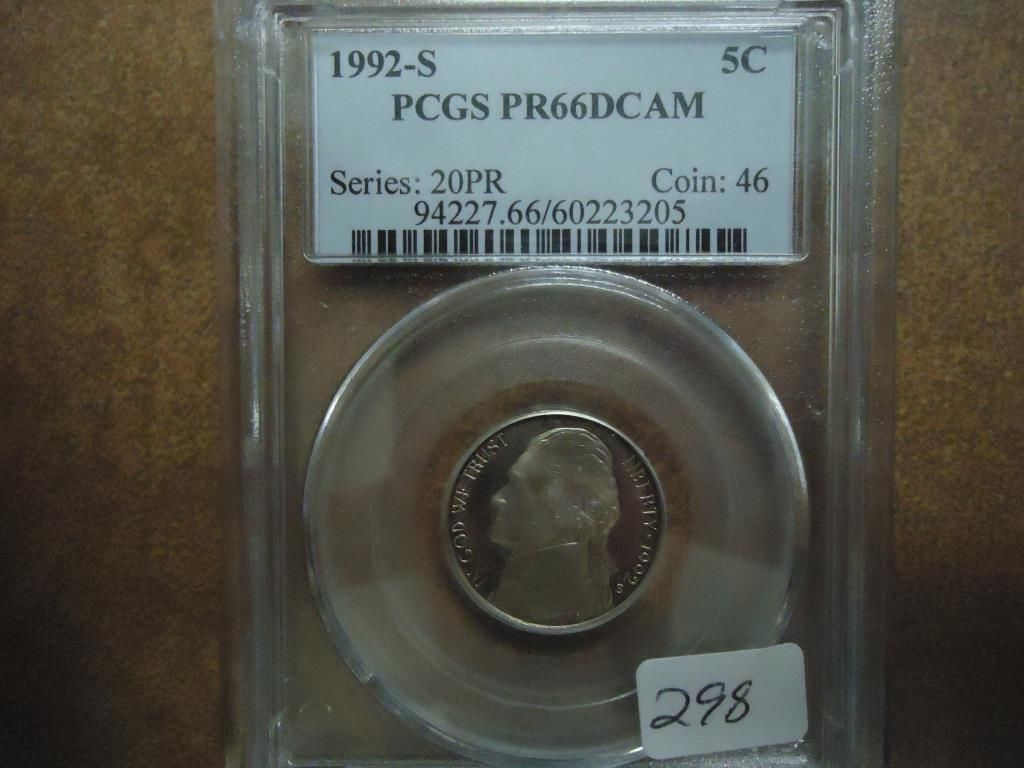 1992-S 5C
PCGS PR66DCAM
Series: 20PR Coin: 46
94227.66/60223205
IN GOD WE TRUST
LIBERTY · 1992
S
298